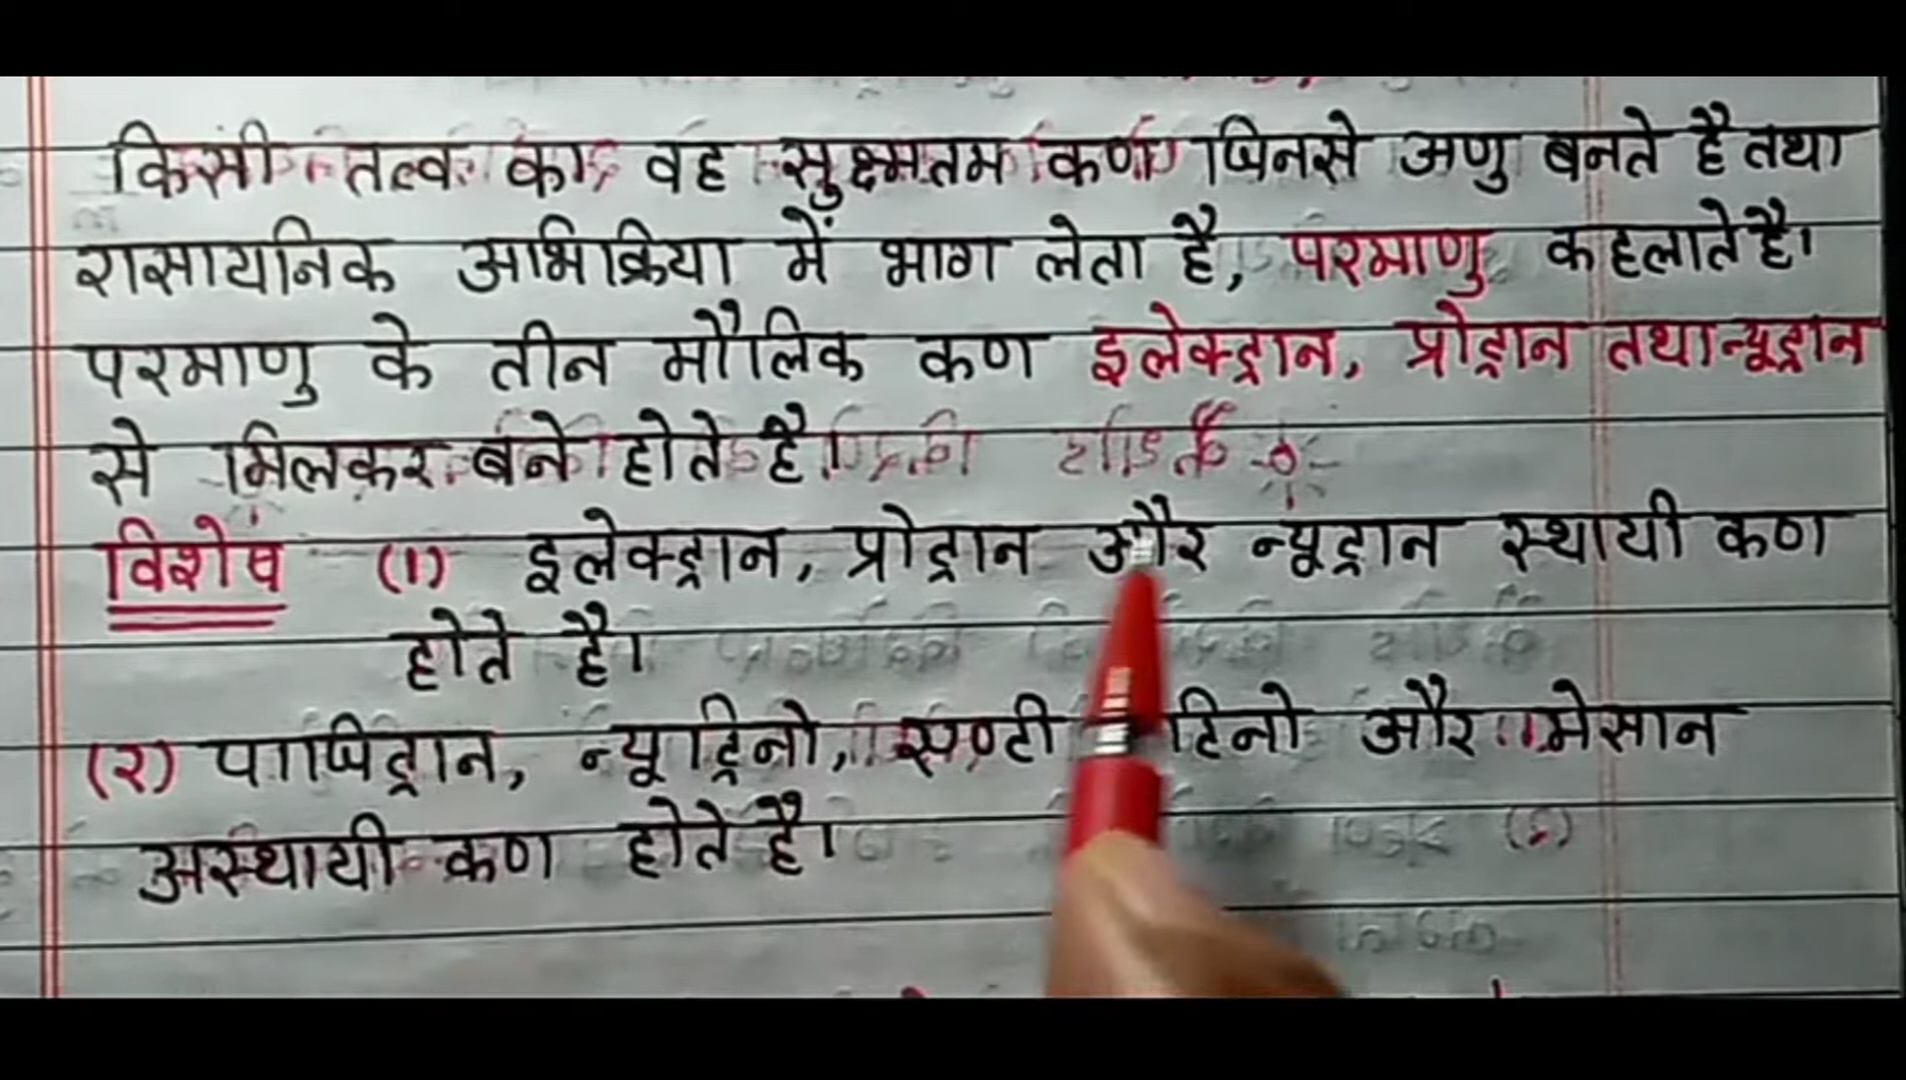 किसी तत्व का वह सुक्ष्मतम कण जिनसे अणु बनते है तथा
रासायनिक अभिक्रिया में भाग लेता है, परमाणु कहलाते है।
परमाणु के तीन मौलिक कण इलेक्ट्रान, प्रोट्रान तथा न्यूट्रान
से मिलकर बने होते है।
विशेष (1) इलेक्ट्रान, प्रोट्रान और न्यूट्रान स्थायी कण
होते है।
(२) पाजिट्रान, न्यूट्रिनो, एण्टी और मेसान
अस्थायी कण होते है।